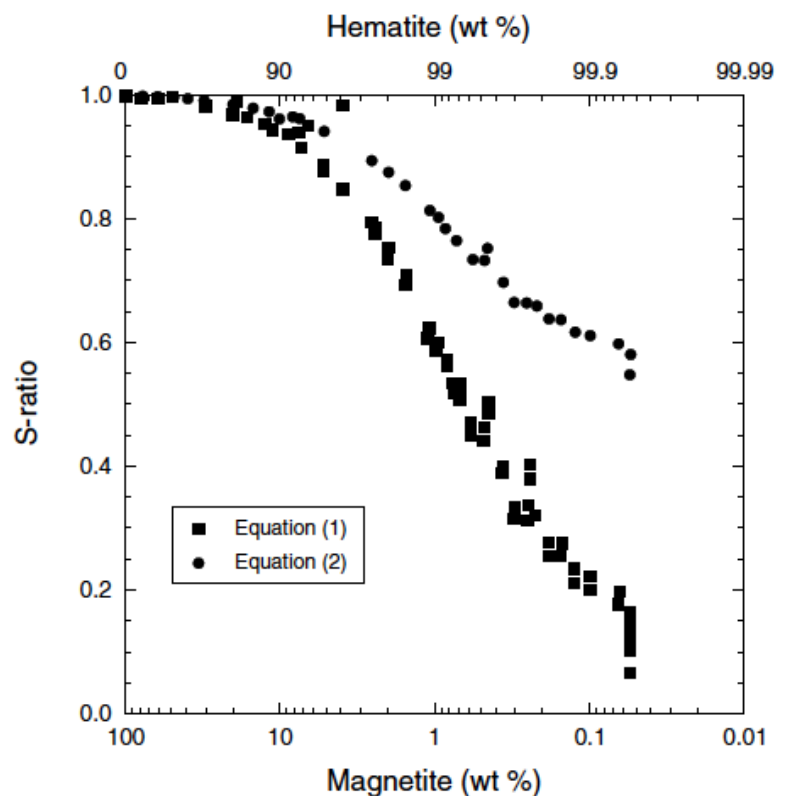 Hematite (wt %)
0 90 99 99.9 99.99
1.0
0.8
0.6
S-ratio
0.4
Equation (1)
Equation (2)
0.2
0.0
100 10 1 0.1 0.01
Magnetite (wt %)